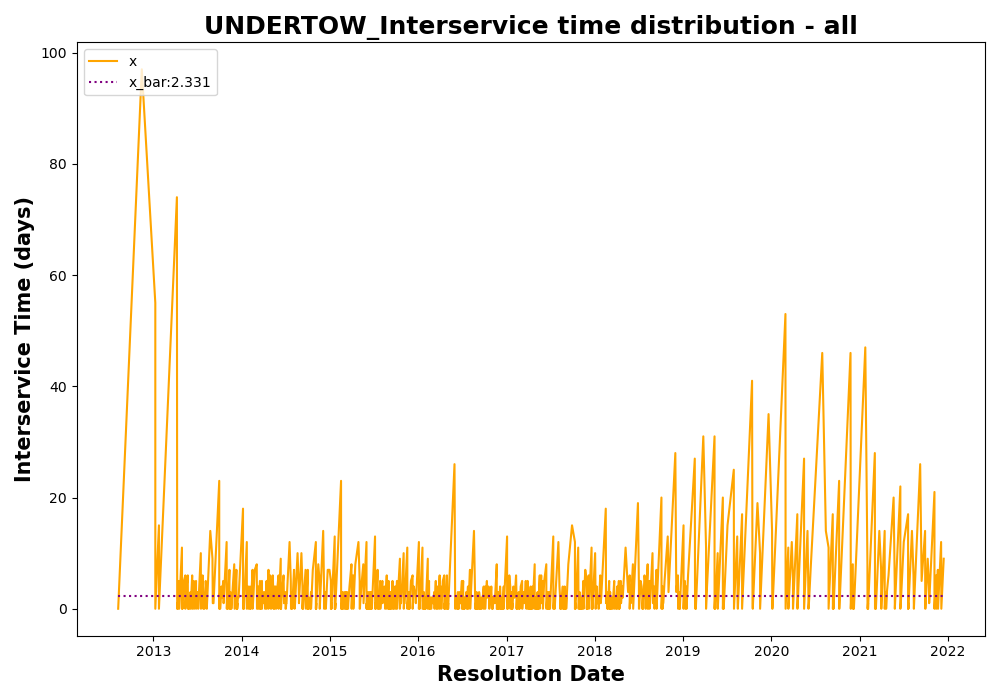 UNDERTOW_Interservice time distribution - all
x
x_bar:2.331
Interservice Time (days)
100
80
60
40
20
0
2013 2014 2015 2016 2017 2018 2019 2020 2021 2022
Resolution Date